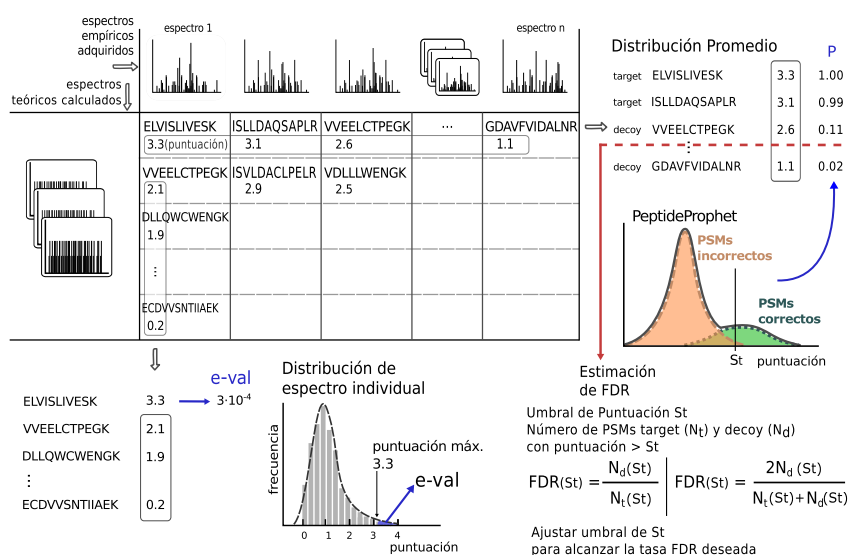 espectros
empíricos
adquiridos
espectro 1
espectro n
espectros
teóricos calculados
ELVISLIVESK ISLLDAQSAPLR VVEELCTPEGK ... GDAVFVIDALNR
3.3(puntuación) 3.1 2.6 1.1
VVEELCTPEGK ISVLDACLPELR VDLLLWENGK
2.1 2.9 2.5
DLLQWCWENGK
1.9
⋮
ECDVVSNTIIAEK
0.2
Distribución Promedio
P
target ELVISLIVESK 3.3 1.00
target ISLLDAQSAPLR 3.1 0.99
decoy VVEELCTPEGK 2.6 0.11
⋮
decoy GDAVFVIDALNR 1.1 0.02
PeptideProphet
PSMs
incorrectos
PSMs
correctos
St puntuación
e-val
ELVISLIVESK 3.3 3·10⁻⁴
VVEELCTPEGK 2.1
DLLQWCWENGK 1.9
⋮
ECDVVSNTIIAEK 0.2
Distribución de
espectro individual
frecuencia
puntuación máx.
3.3
e-val
0 1 2 3 4
puntuación
Estimación
de FDR
Umbral de Puntuación St
Número de PSMs target (Nt) y decoy (Nd)
con puntuación > St
FDR(St) = Nd(St) / Nt(St) | FDR(St) = 2Nd (St) / Nt(St)+Nd(St)
Ajustar umbral de St
para alcanzar la tasa FDR deseada